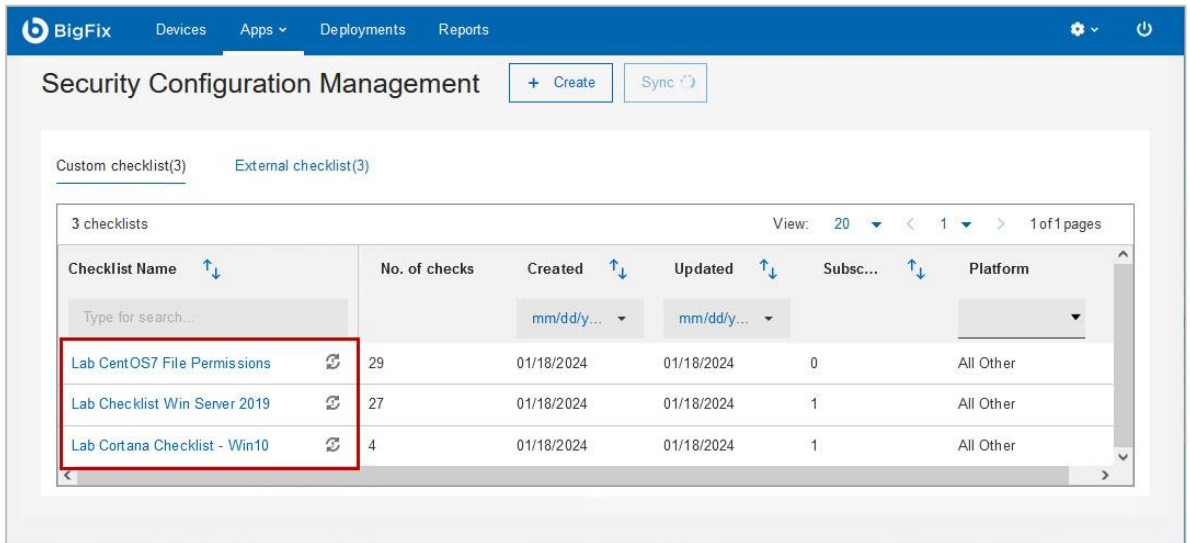 BigFix Devices Apps Deployments Reports
Security Configuration Management + Create Sync
Custom checklist(3) External checklist(3)
3 checklists View: 20 < 1 > 1 of 1 pages
Checklist Name No. of checks Created Updated Subsc... Platform
Type for search... mm/dd/y... mm/dd/y...
Lab CentOS7 File Permissions 29 01/18/2024 01/18/2024 0 All Other
Lab Checklist Win Server 2019 27 01/18/2024 01/18/2024 1 All Other
Lab Cortana Checklist - Win10 4 01/18/2024 01/18/2024 1 All Other